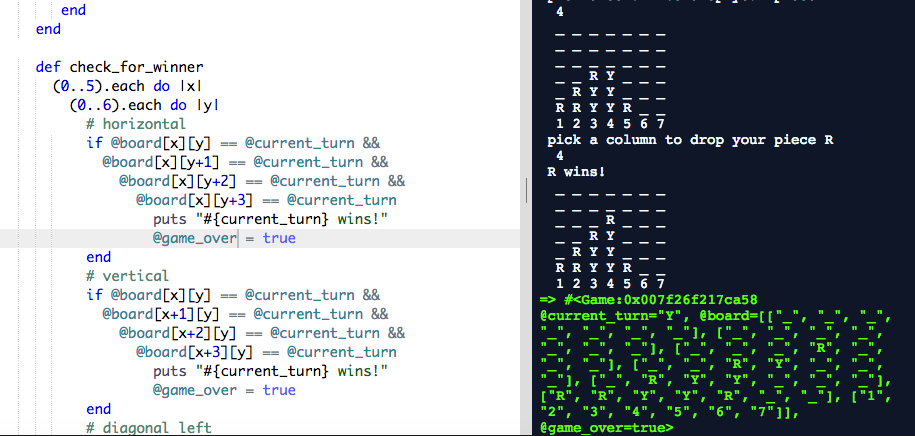 end
end
def check_for_winner
(0..5).each do |x|
(0..6).each do |y|
# horizontal
if @board[x][y] == @current_turn &&
@board[x][y+1] == @current_turn &&
@board[x][y+2] == @current_turn &&
@board[x][y+3] == @current_turn
puts "#{current_turn} wins!"
@game_over = true
end
# vertical
if @board[x][y] == @current_turn &&
@board[x+1][y] == @current_turn &&
@board[x+2][y] == @current_turn &&
@board[x+3][y] == @current_turn
puts "#{current_turn} wins!"
@game_over = true
end
# diagonal left
4
_ _ _ _ _ _ _
_ _ _ _ _ _ _
_ _ _ _ _ _ _
_ _ R Y _ _ _
_ R Y Y _ _ _
R R Y Y R _ _
1 2 3 4 5 6 7
pick a column to drop your piece R
4
R wins!
_ _ _ _ _ _ _
_ _ _ _ _ _ _
_ _ _ R _ _ _
_ _ R Y _ _ _
_ R Y Y _ _ _
R R Y Y R _ _
1 2 3 4 5 6 7
=> #<Game:0x007f26f217ca58
@current_turn="Y", @board=[["_", "_", "_",
"_", "_", "_", "_"], ["_", "_", "_", "_",
"_", "_", "_"], ["_", "_", "_", "R", "_",
"_", "_"], ["_", "_", "R", "Y", "_", "_",
"_"], ["_", "R", "Y", "Y", "_", "_", "_"],
["R", "R", "Y", "Y", "R", "_", "_"], ["1",
"2", "3", "4", "5", "6", "7"]],
@game_over=true>